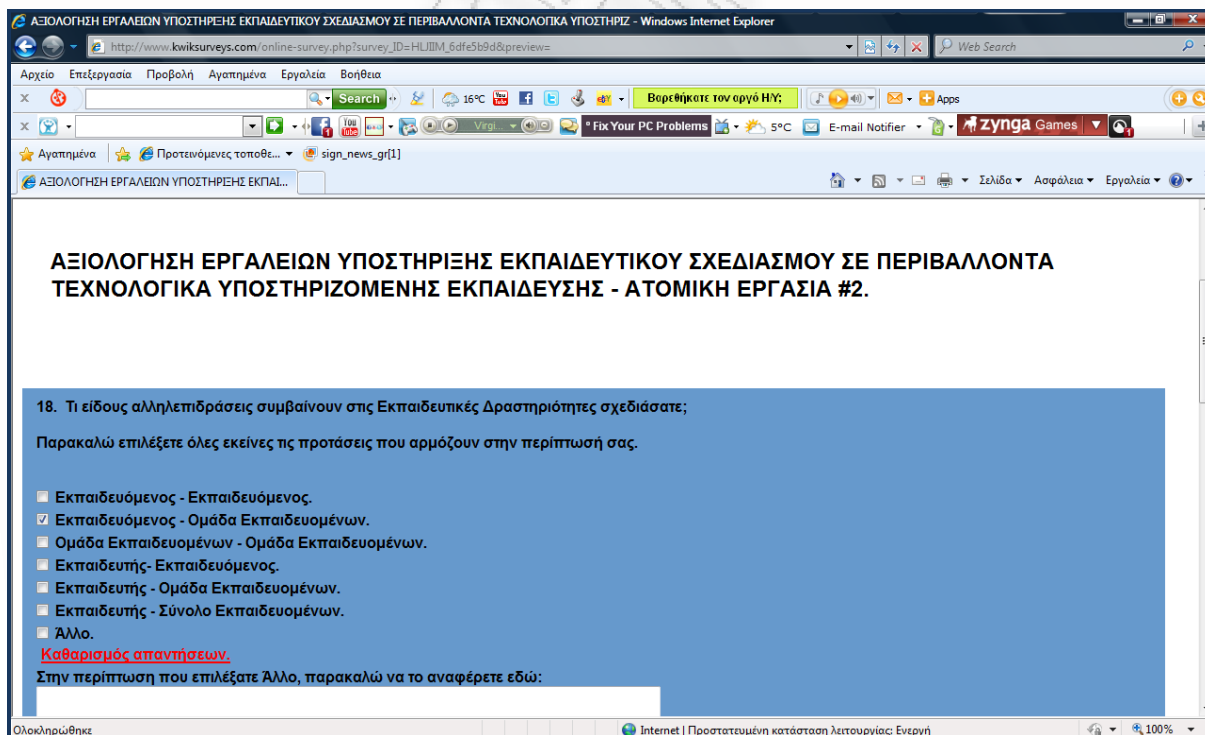 ΑΞΙΟΛΟΓΗΣΗ ΕΡΓΑΛΕΙΩΝ ΥΠΟΣΤΗΡΙΞΗΣ ΕΚΠΑΙΔΕΥΤΙΚΟΥ ΣΧΕΔΙΑΣΜΟΥ ΣΕ ΠΕΡΙΒΑΛΛΟΝΤΑ ΤΕΧΝΟΛΟΓΙΚΑ ΥΠΟΣΤΗΡΙΖ - Windows Internet Explorer
http://www.kwiksurveys.com/online-survey.php?survey_ID=HLJIIM_6dfe5b9d&preview= Web Search
Αρχείο Επεξεργασία Προβολή Αγαπημένα Εργαλεία Βοήθεια
Search 16°C Βαρεθήκατε τον αργό Η/Υ; Apps
Virgi... Fix Your PC Problems 5°C E-mail Notifier zynga Games
Αγαπημένα Προτεινόμενες τοποθε... sign_news_gr[1]
ΑΞΙΟΛΟΓΗΣΗ ΕΡΓΑΛΕΙΩΝ ΥΠΟΣΤΗΡΙΞΗΣ ΕΚΠΑΙ... Σελίδα Ασφάλεια Εργαλεία
ΑΞΙΟΛΟΓΗΣΗ ΕΡΓΑΛΕΙΩΝ ΥΠΟΣΤΗΡΙΞΗΣ ΕΚΠΑΙΔΕΥΤΙΚΟΥ ΣΧΕΔΙΑΣΜΟΥ ΣΕ ΠΕΡΙΒΑΛΛΟΝΤΑ
ΤΕΧΝΟΛΟΓΙΚΑ ΥΠΟΣΤΗΡΙΖΟΜΕΝΗΣ ΕΚΠΑΙΔΕΥΣΗΣ - ΑΤΟΜΙΚΗ ΕΡΓΑΣΙΑ #2.
18. Τι είδους αλληλεπιδράσεις συμβαίνουν στις Εκπαιδευτικές Δραστηριότητες σχεδιάσατε;
Παρακαλώ επιλέξετε όλες εκείνες τις προτάσεις που αρμόζουν στην περίπτωσή σας.
Εκπαιδευόμενος - Εκπαιδευόμενος.
Εκπαιδευόμενος - Ομάδα Εκπαιδευομένων.
Ομάδα Εκπαιδευομένων - Ομάδα Εκπαιδευομένων.
Εκπαιδευτής- Εκπαιδευόμενος.
Εκπαιδευτής - Ομάδα Εκπαιδευομένων.
Εκπαιδευτής - Σύνολο Εκπαιδευομένων.
Άλλο.
Καθαρισμός απαντήσεων.
Στην περίπτωση που επιλέξατε Άλλο, παρακαλώ να το αναφέρετε εδώ:
Ολοκληρώθηκε Internet | Προστατευμένη κατάσταση λειτουργίας: Ενεργή 100%